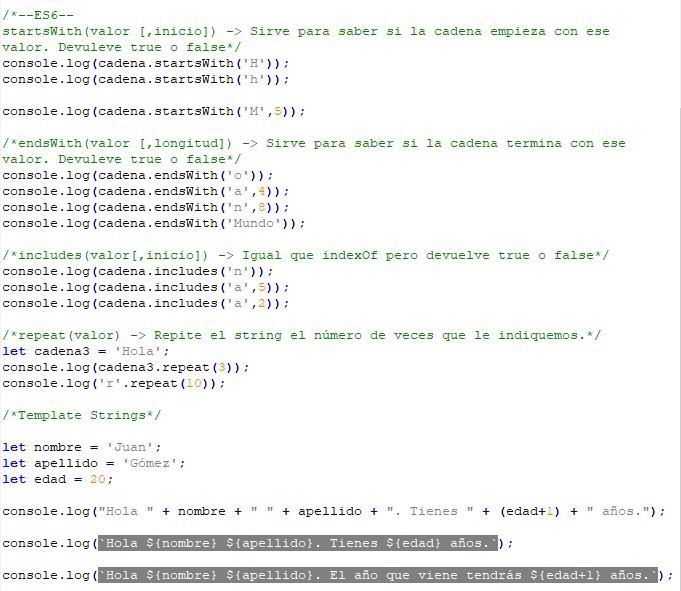 /*--ES6--
startsWith(valor [,inicio]) -> Sirve para saber si la cadena empieza con ese
valor. Devuleve true o false*/
console.log(cadena.startsWith('H'));
console.log(cadena.startsWith('h'));
console.log(cadena.startsWith('M',5));
/*endsWith(valor [,longitud]) -> Sirve para saber si la cadena termina con ese
valor. Devuleve true o false*/
console.log(cadena.endsWith('o'));
console.log(cadena.endsWith('a',4));
console.log(cadena.endsWith('n',8));
console.log(cadena.endsWith('Mundo'));
/*includes(valor[,inicio]) -> Igual que indexOf pero devuelve true o false*/
console.log(cadena.includes('n'));
console.log(cadena.includes('a',5));
console.log(cadena.includes('a',2));
/*repeat(valor) -> Repite el string el número de veces que le indiquemos.*/
let cadena3 = 'Hola';
console.log(cadena3.repeat(3));
console.log('r'.repeat(10));
/*Template Strings*/
let nombre = 'Juan';
let apellido = 'Gómez';
let edad = 20;
console.log("Hola " + nombre + " " + apellido + ". Tienes " + (edad+1) + " años.");
console.log(`Hola ${nombre} ${apellido}. Tienes ${edad} años.`);
console.log(`Hola ${nombre} ${apellido}. El año que viene tendrás ${edad+1} años.`);